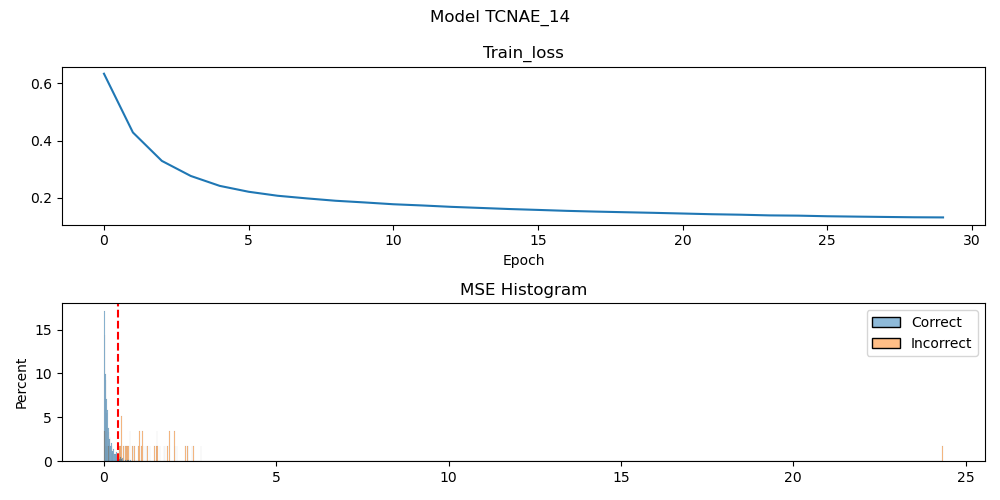 Model TCNAE_14
Train_loss
0.6
0.4
0.2
0 5 10 15 20 25 30
Epoch
MSE Histogram
Percent
15
10
5
0
Correct
Incorrect
0 5 10 15 20 25